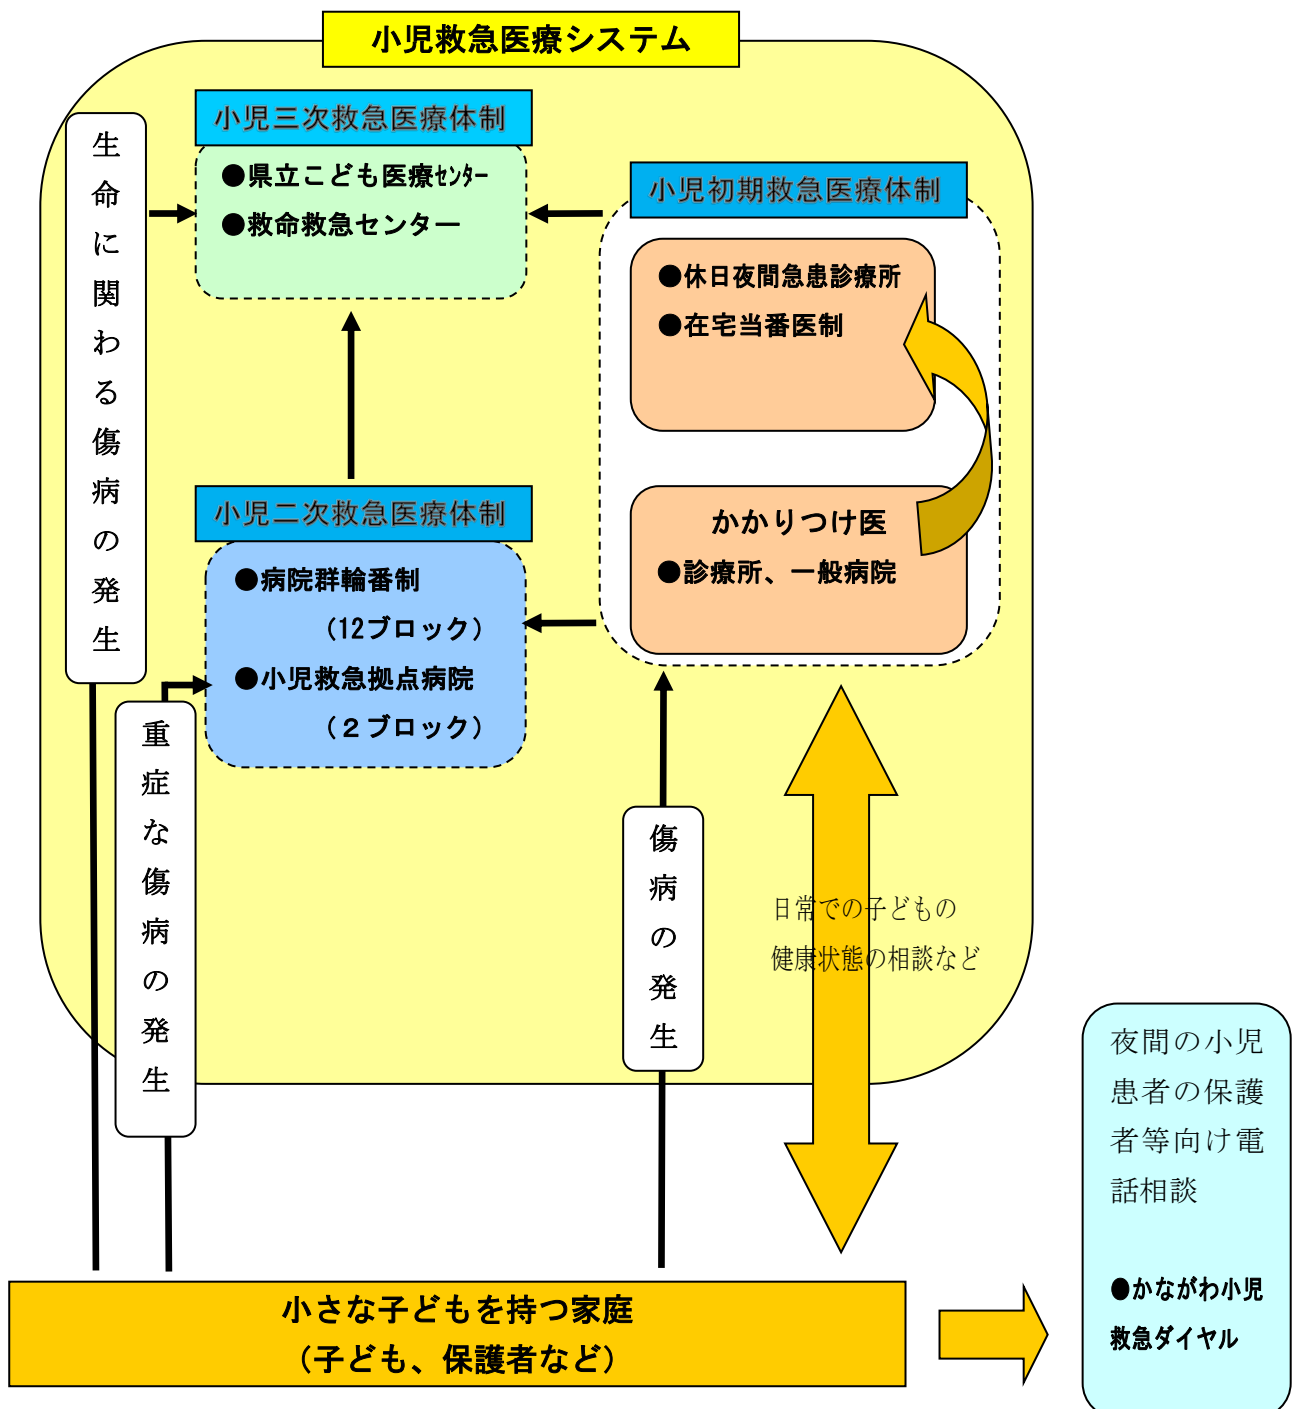 小児救急医療システム
小児三次救急医療体制
●県立こども医療ｾﾝﾀｰ
●救命救急センター
生命に関わる傷病の発生
小児初期救急医療体制
●休日夜間急患診療所
●在宅当番医制
かかりつけ医
●診療所、一般病院
小児二次救急医療体制
●病院群輪番制
（12ブロック）
●小児救急拠点病院
（２ブロック）
重症な傷病の発生
傷病の発生
日常での子どもの
健康状態の相談など
夜間の小児
患者の保護
者等向け電
話相談
●かながわ小児
救急ダイヤル
小さな子どもを持つ家庭
（子ども、保護者など）